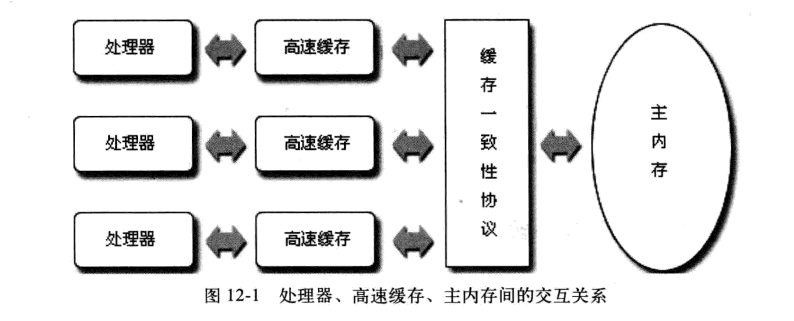 处理器
高速缓存
处理器
高速缓存
处理器
高速缓存
缓存一致性协议
主内存
图 12-1 处理器、高速缓存、主内存间的交互关系